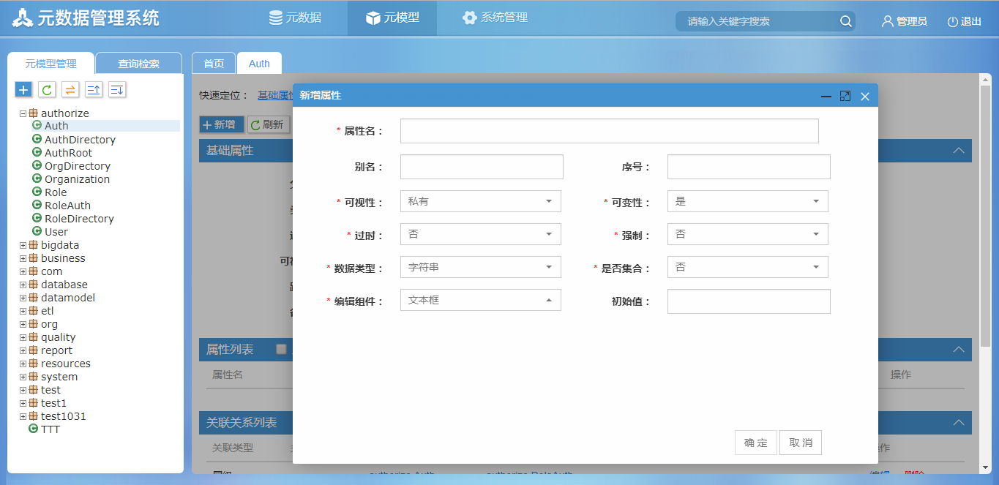 元数据管理系统
元数据
元模型
系统管理
请输入关键字搜索
管理员
退出
元模型管理
查询检索
首页
Auth
authorize
Auth
AuthDirectory
AuthRoot
OrgDirectory
Organization
Role
RoleAuth
RoleDirectory
User
bigdata
business
com
database
datamodel
etl
org
quality
report
resources
system
test
test1
test1031
TTT
快速定位： 基础属性
新增
刷新
基础属性
属性列表
属性名
操作
关联关系列表
关联类型
新增属性
* 属性名：
别名：
序号：
* 可视性： 私有
* 可变性： 是
* 过时： 否
* 强制： 否
* 数据类型： 字符串
* 是否集合： 否
* 编辑组件： 文本框
初始值：
确 定
取 消